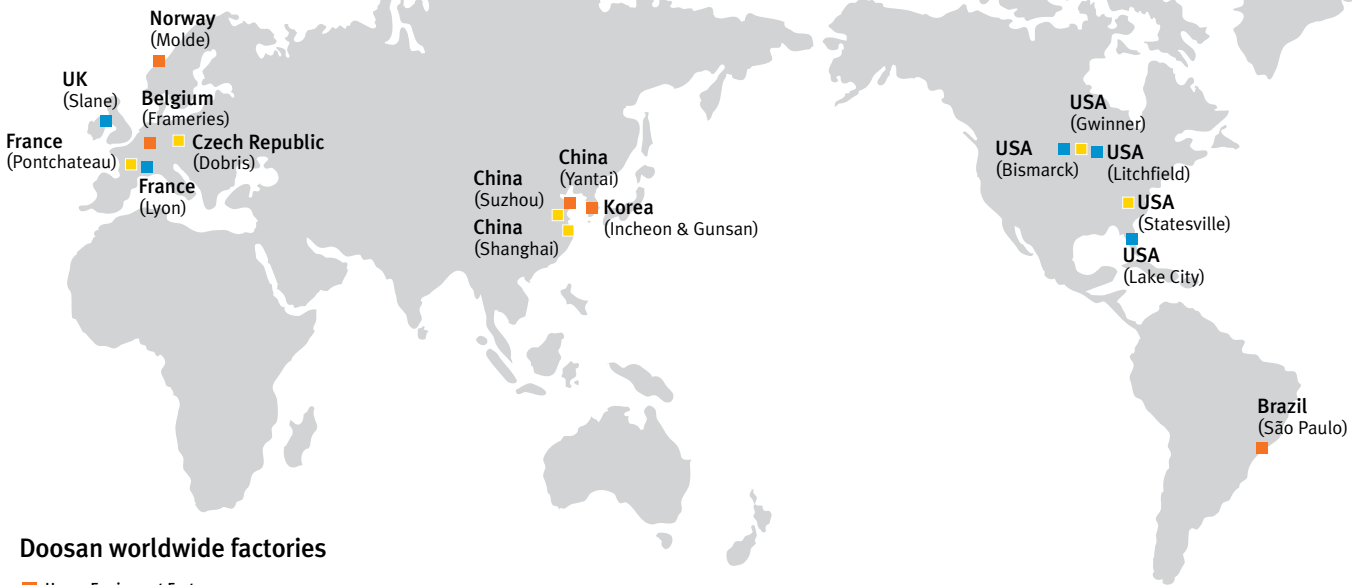 Norway
(Molde)
UK
(Slane)
Belgium
(Frameries)
France
(Pontchateau)
Czech Republic
(Dobris)
France
(Lyon)
China
(Yantai)
China
(Suzhou)
Korea
(Incheon & Gunsan)
China
(Shanghai)
USA
(Gwinner)
USA
(Bismarck)
USA
(Litchfield)
USA
(Statesville)
USA
(Lake City)
Brazil
(São Paulo)
Doosan worldwide factories